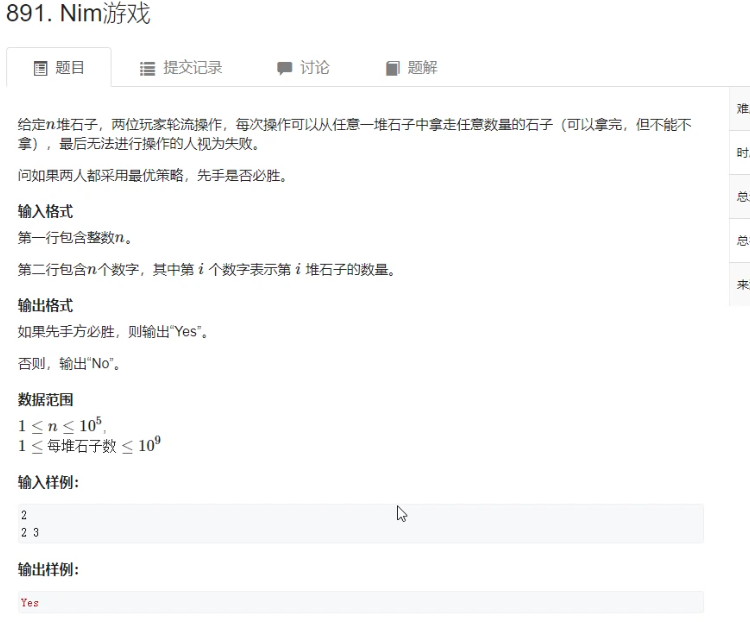 891. Nim游戏
题目
提交记录
讨论
题解
给定n堆石子，两位玩家轮流操作，每次操作可以从任意一堆石子中拿走任意数量的石子（可以拿完，但不能不
拿），最后无法进行操作的人视为失败。
问如果两人都采用最优策略，先手是否必胜。
输入格式
第一行包含整数n。
第二行包含n个数字，其中第 i 个数字表示第 i 堆石子的数量。
输出格式
如果先手方必胜，则输出“Yes”。
否则，输出“No”。
数据范围
1 ≤ n ≤ 10^5,
1 ≤ 每堆石子数 ≤ 10^9
输入样例：
2
2 3
输出样例：
Yes
难
时
总
总
来